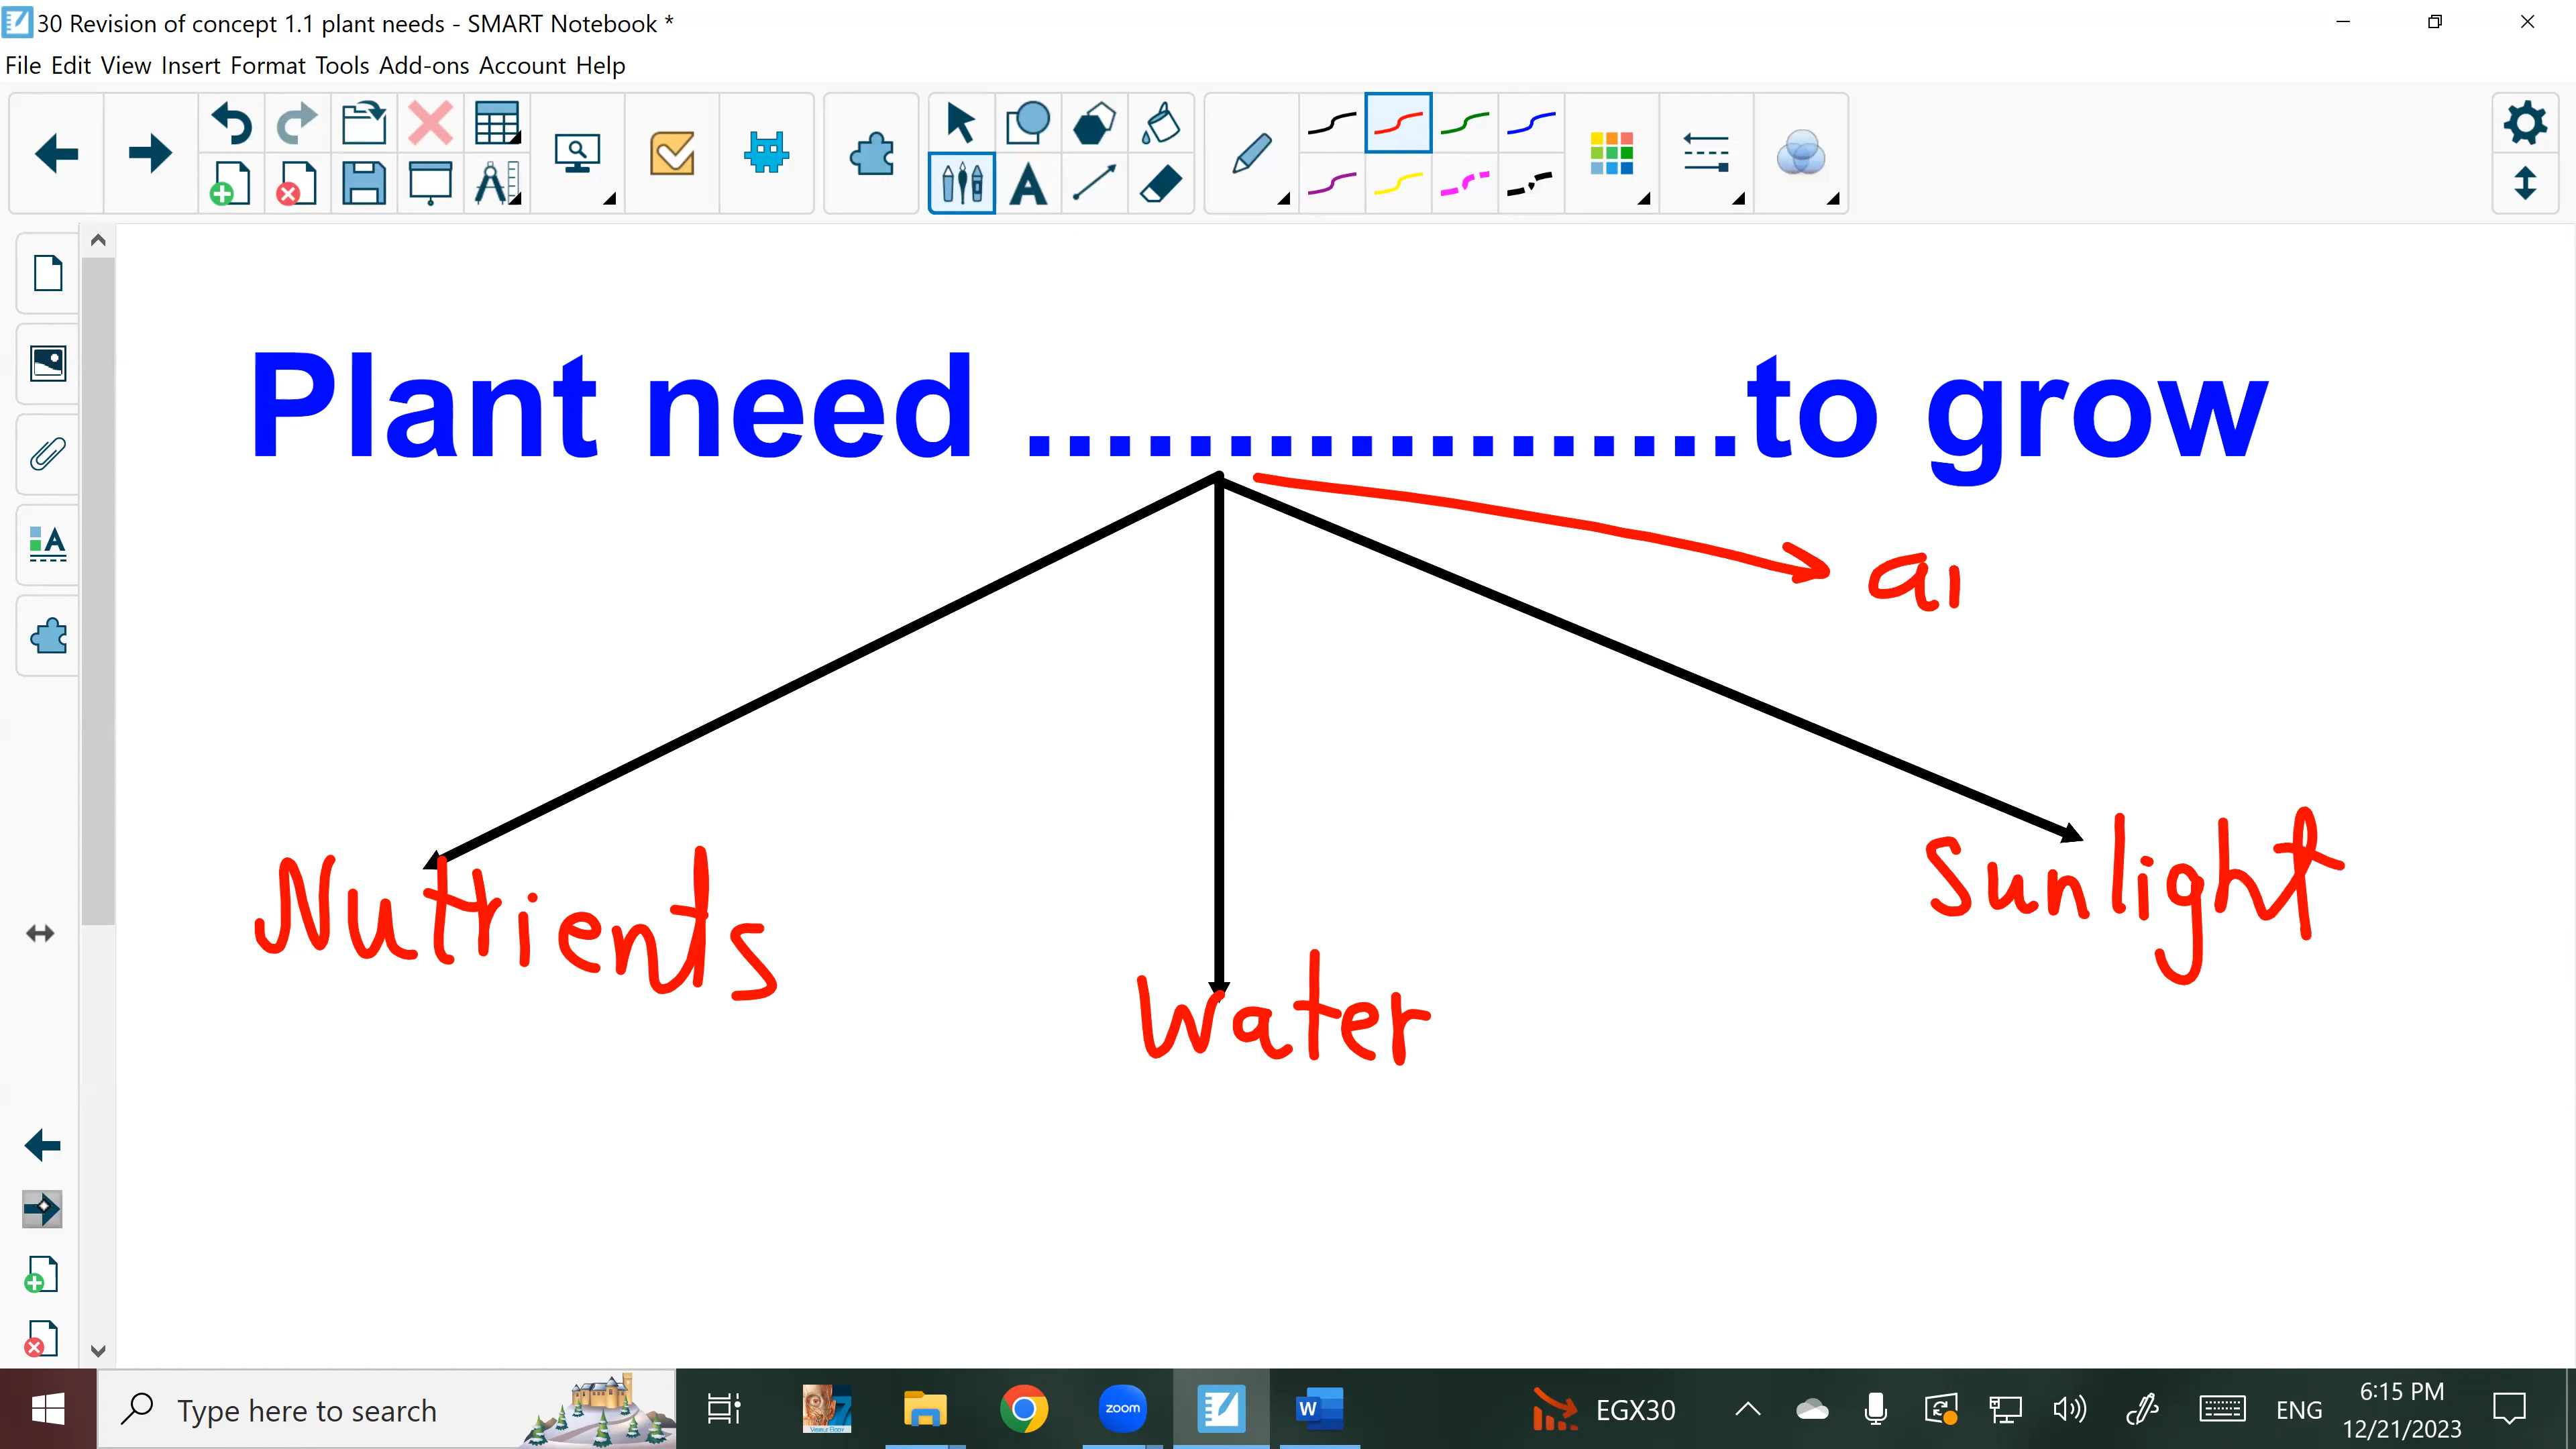 30 Revision of concept 1.1 plant needs - SMART Notebook *
File Edit View Insert Format Tools Add-ons Account Help
Plant need ..................to grow
aı
Nutrients
Water
Sunlight
Type here to search
zoom
W
EGX30
ENG
6:15 PM
12/21/2023